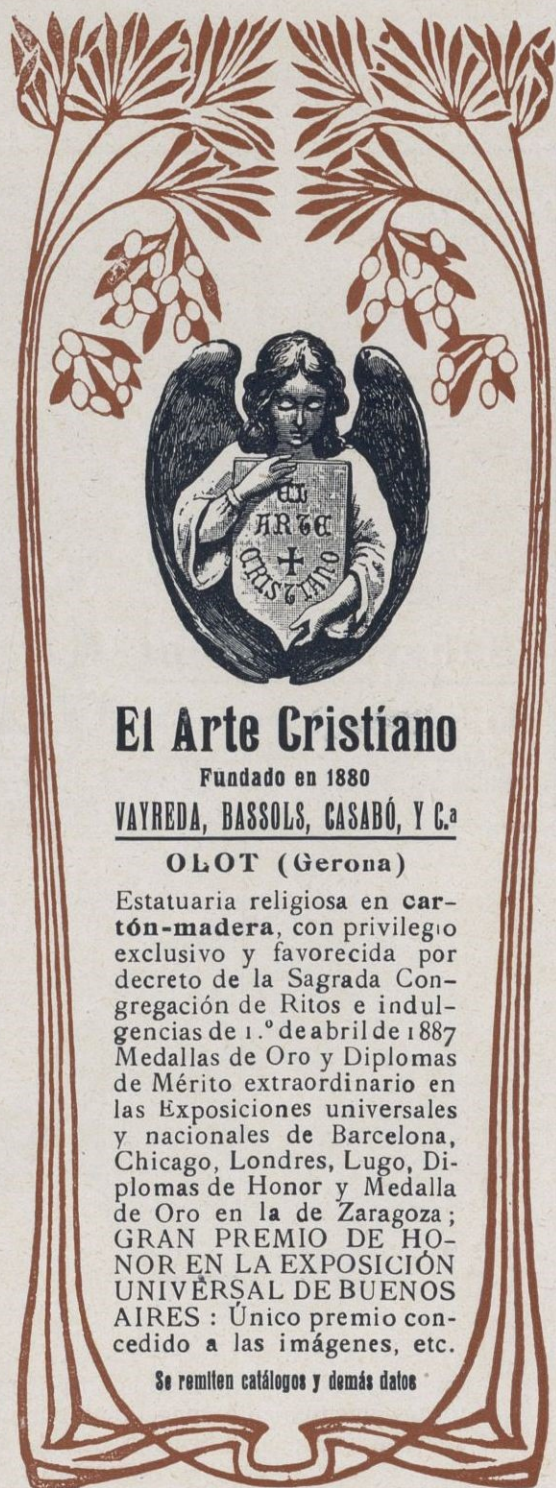 EL
ARTE
CRISTIANO
El Arte Cristiano
Fundado en 1880
VAYREDA, BASSOLS, CASABÓ, Y C.ª
OLOT (Gerona)
Estatuaria religiosa en car-
tón-madera, con privilegio
exclusivo y favorecida por
decreto de la Sagrada Con-
gregación de Ritos e indul-
gencias de 1.º de abril de 1887
Medallas de Oro y Diplomas
de Mérito extraordinario en
las Exposiciones universales
y nacionales de Barcelona,
Chicago, Londres, Lugo, Di-
plomas de Honor y Medalla
de Oro en la de Zaragoza;
GRAN PREMIO DE HO-
NOR EN LA EXPOSICIÓN
UNIVERSAL DE BUENOS
AIRES : Único premio con-
cedido a las imágenes, etc.
Se remiten catálogos y demás datos